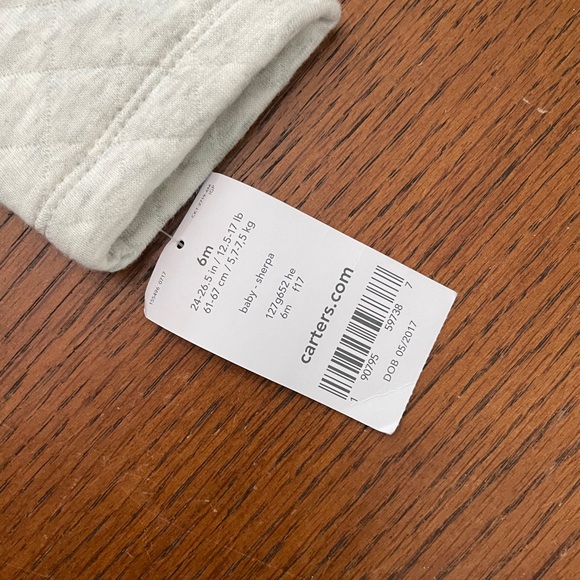 6m
24-26.5 in / 12.5-17 lb
61-67 cm / 5.7-7.5 kg
baby - sherpa
127g652 he
6m f17
carters.com
1 90795 59738 7
DOB 05/2017